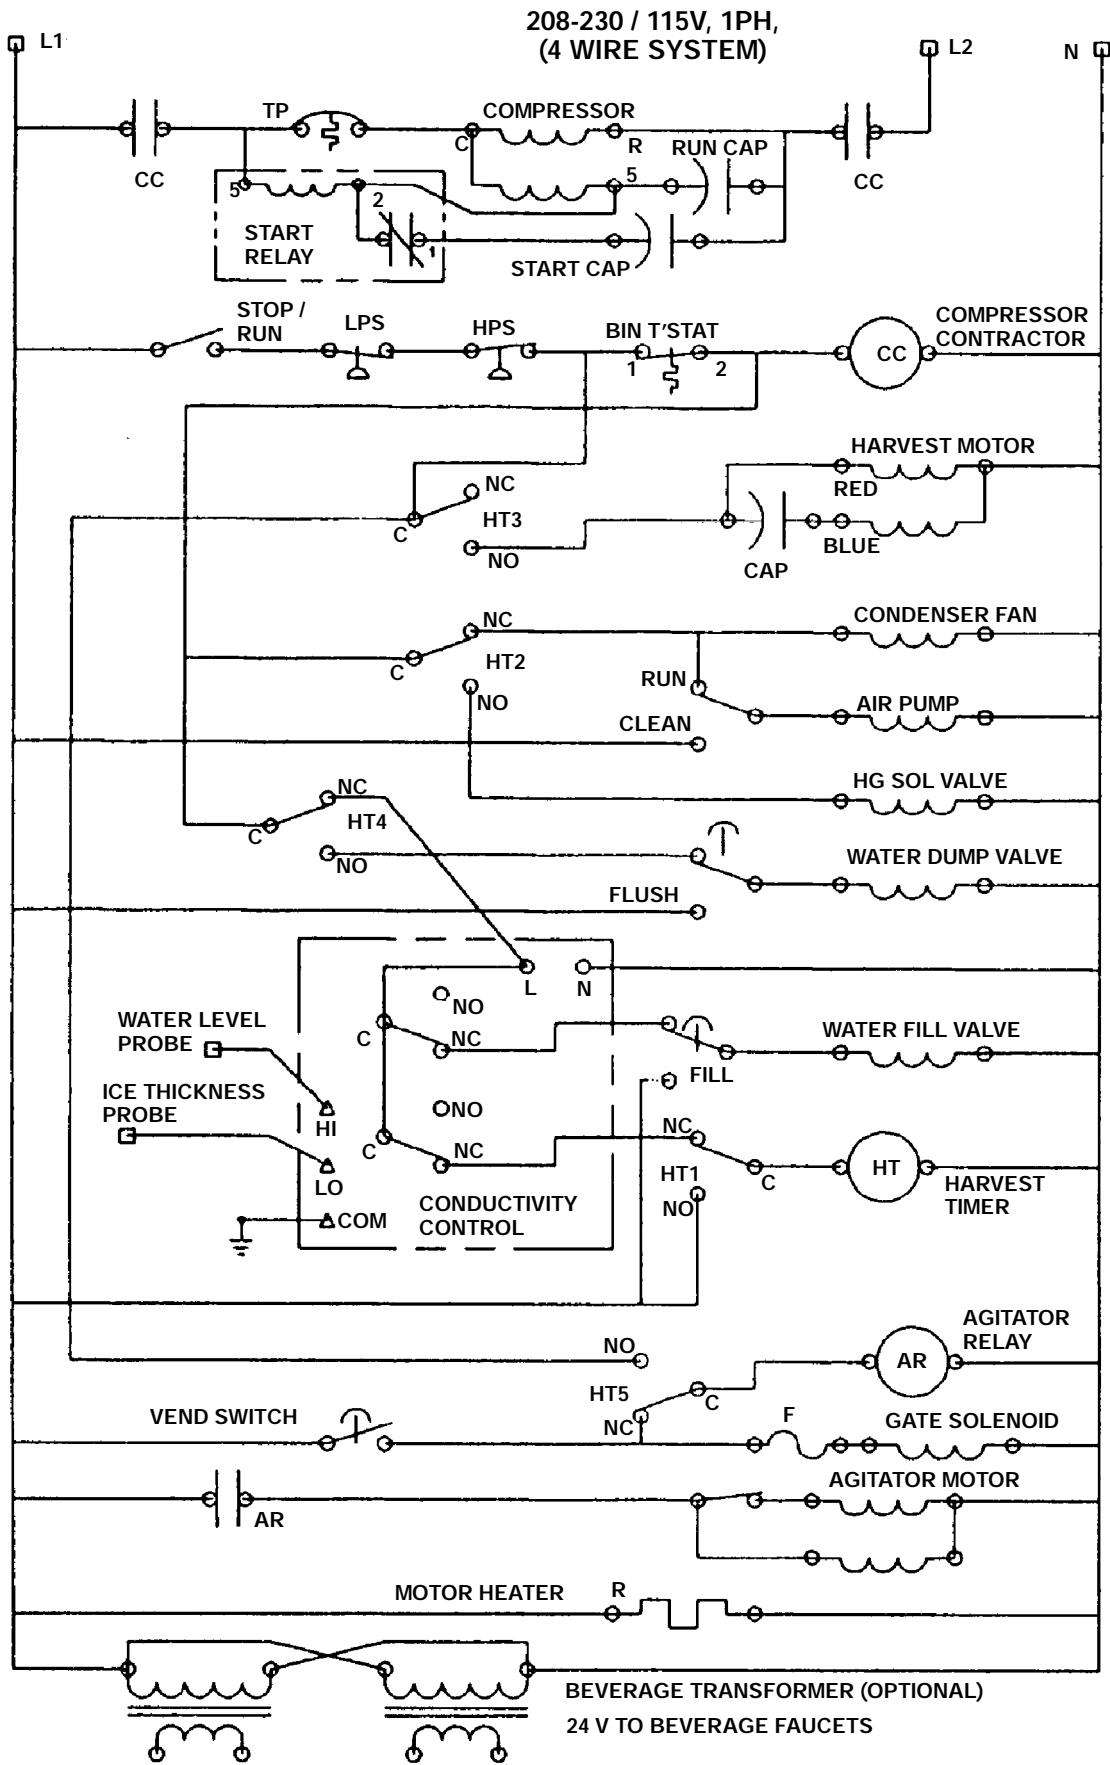 208-230 / 115V, 1PH,
(4 WIRE SYSTEM)
L1
L2
N
TP
COMPRESSOR
C
R
RUN CAP
CC
CC
5
2
5
START
RELAY
1
START CAP
STOP /
RUN
LPS
HPS
BIN T'STAT
1
2
CC
COMPRESSOR
CONTRACTOR
HARVEST MOTOR
NC
RED
HT3
C
NO
BLUE
CAP
NC
CONDENSER FAN
HT2
C
RUN
NO
AIR PUMP
CLEAN
NC
HG SOL VALVE
HT4
C
NO
WATER DUMP VALVE
FLUSH
L
N
NO
WATER LEVEL
PROBE
C
NC
WATER FILL VALVE
FILL
ICE THICKNESS
PROBE
NO
HI
NC
C
NC
HT
HT1
C
LO
NO
HARVEST
TIMER
CONDUCTIVITY
CONTROL
COM
AGITATOR
RELAY
NO
AR
HT5
C
VEND SWITCH
NC
F
GATE SOLENOID
AGITATOR MOTOR
AR
MOTOR HEATER
R
BEVERAGE TRANSFORMER (OPTIONAL)
24 V TO BEVERAGE FAUCETS